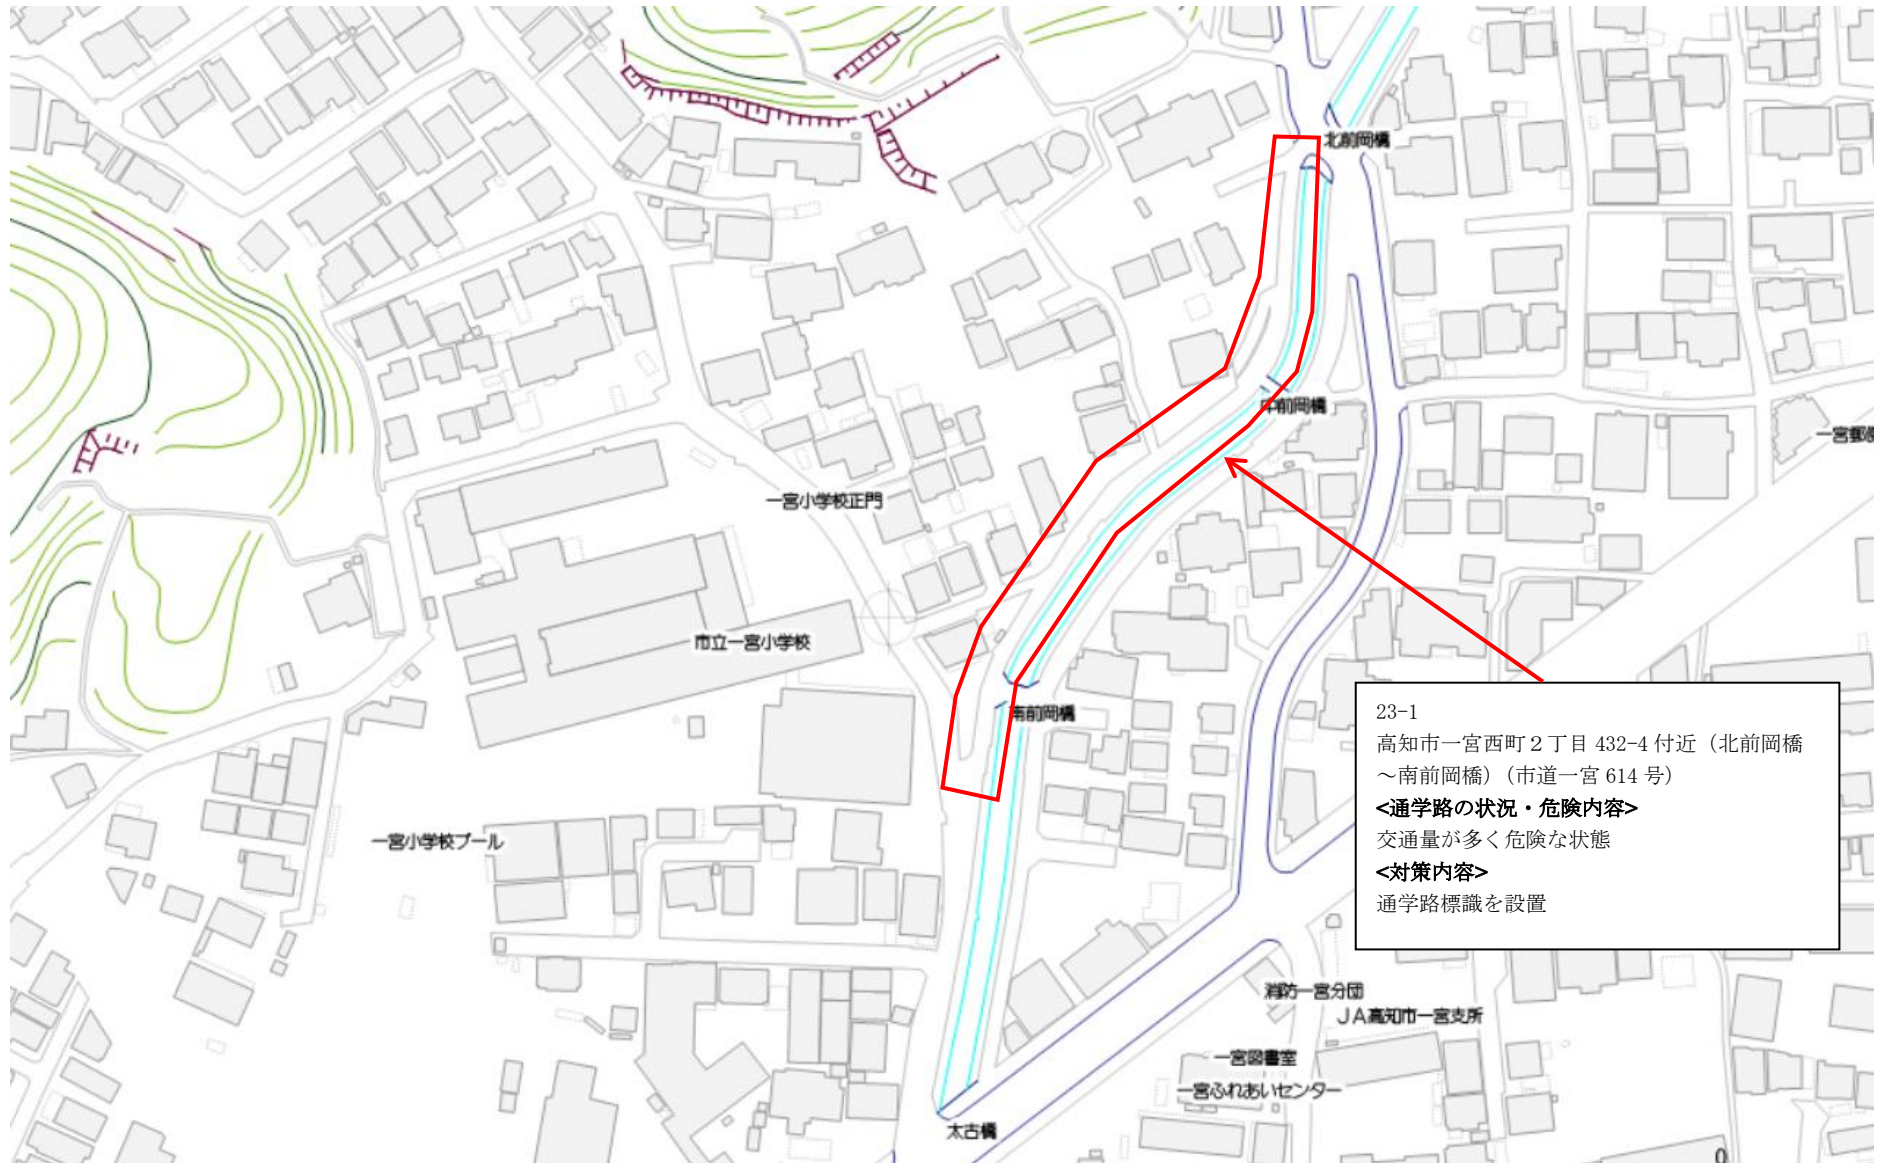 北前岡橋
中前岡橋
一宮郵便
一宮小学校正門
市立一宮小学校
南前岡橋
23-1
高知市一宮西町２丁目 432-4 付近（北前岡橋
～南前岡橋）（市道一宮 614 号）
<通学路の状況・危険内容>
交通量が多く危険な状態
<対策内容>
通学路標識を設置
一宮小学校プール
消防一宮分団
ＪＡ高知市一宮支所
一宮図書室
一宮ふれあいセンター
太古橋
0